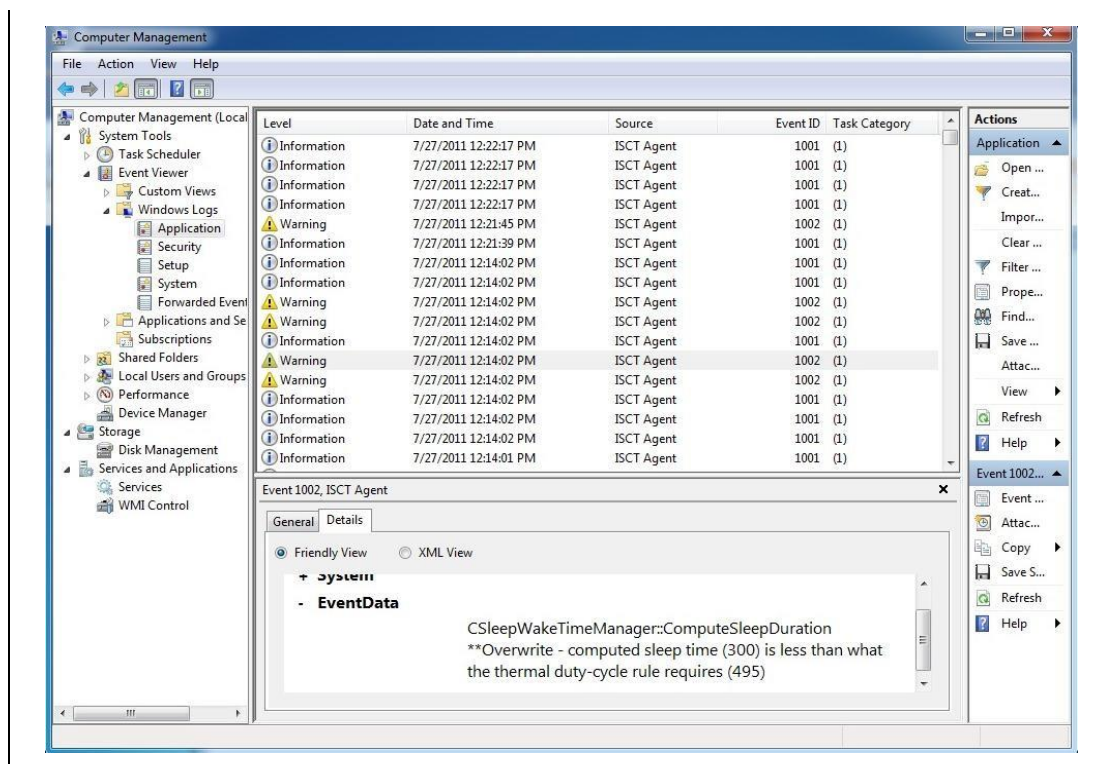 Computer Management
File Action View Help
Computer Management (Local
System Tools
Task Scheduler
Event Viewer
Custom Views
Windows Logs
Application
Security
Setup
System
Forwarded Event
Applications and Se
Subscriptions
Shared Folders
Local Users and Groups
Performance
Device Manager
Storage
Disk Management
Services and Applications
Services
WMI Control
Level Date and Time Source Event ID Task Category
Information 7/27/2011 12:22:17 PM ISCT Agent 1001 (1)
Information 7/27/2011 12:22:17 PM ISCT Agent 1001 (1)
Information 7/27/2011 12:22:17 PM ISCT Agent 1001 (1)
Information 7/27/2011 12:22:17 PM ISCT Agent 1001 (1)
Warning 7/27/2011 12:21:45 PM ISCT Agent 1002 (1)
Information 7/27/2011 12:21:39 PM ISCT Agent 1001 (1)
Information 7/27/2011 12:14:02 PM ISCT Agent 1001 (1)
Information 7/27/2011 12:14:02 PM ISCT Agent 1001 (1)
Warning 7/27/2011 12:14:02 PM ISCT Agent 1002 (1)
Warning 7/27/2011 12:14:02 PM ISCT Agent 1002 (1)
Information 7/27/2011 12:14:02 PM ISCT Agent 1001 (1)
Warning 7/27/2011 12:14:02 PM ISCT Agent 1002 (1)
Warning 7/27/2011 12:14:02 PM ISCT Agent 1002 (1)
Information 7/27/2011 12:14:02 PM ISCT Agent 1001 (1)
Information 7/27/2011 12:14:02 PM ISCT Agent 1001 (1)
Information 7/27/2011 12:14:02 PM ISCT Agent 1001 (1)
Information 7/27/2011 12:14:01 PM ISCT Agent 1001 (1)
Event 1002, ISCT Agent
General Details
Friendly View XML View
+ System
- EventData
CSleepWakeTimeManager::ComputeSleepDuration
**Overwrite - computed sleep time (300) is less than what
the thermal duty-cycle rule requires (495)
Actions
Application
Open ...
Creat...
Impor...
Clear ...
Filter ...
Prope...
Find...
Save ...
Attac...
View
Refresh
Help
Event 1002...
Event ...
Attac...
Copy
Save S...
Refresh
Help